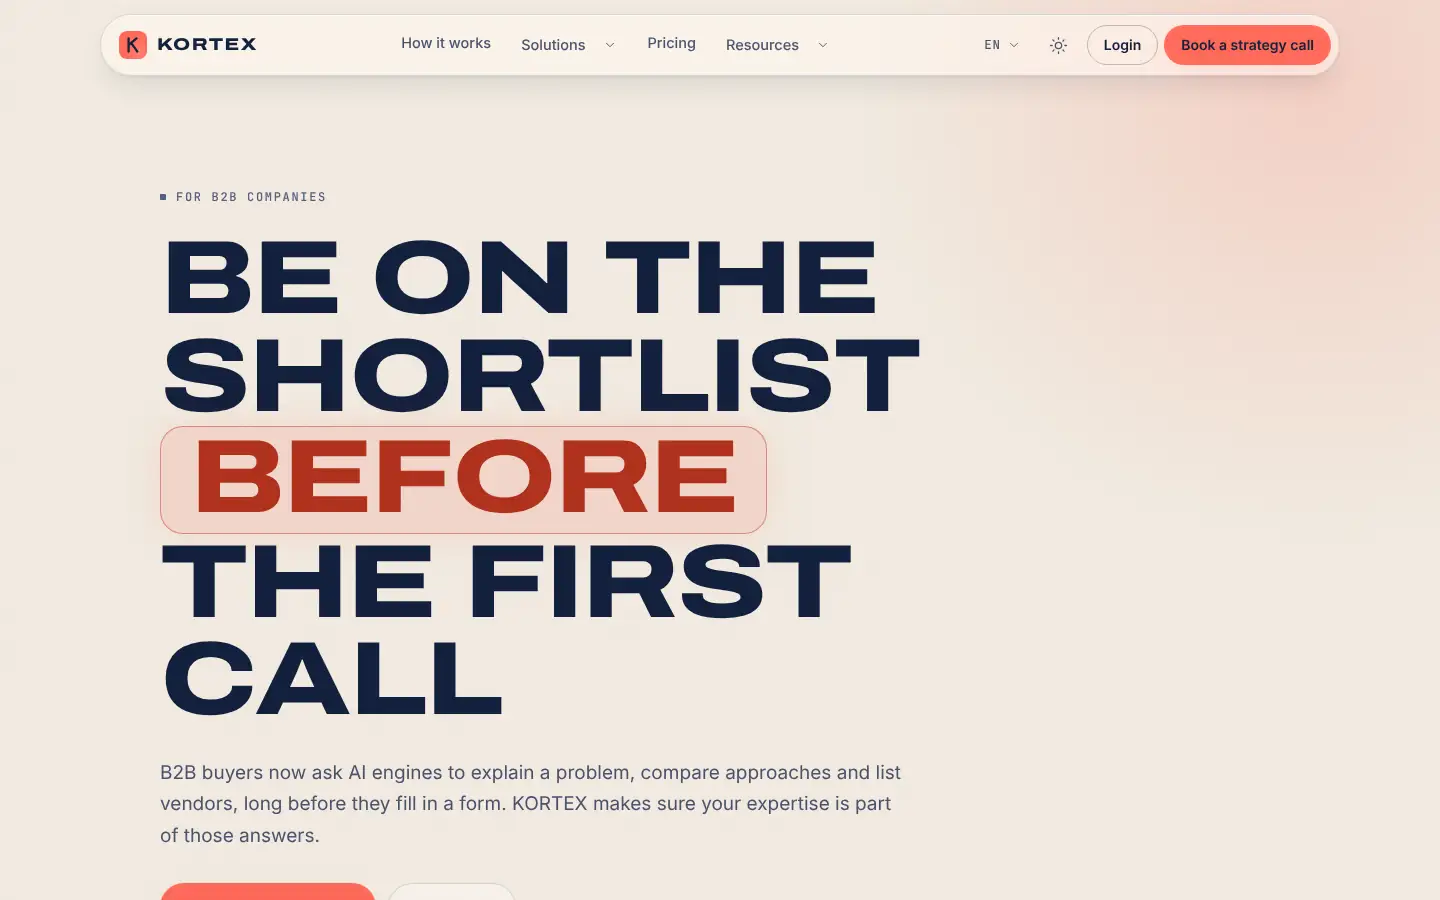 KORTEX
How it works
Solutions
Pricing
Resources
EN
Login
Book a strategy call
FOR B2B COMPANIES
BE ON THE
SHORTLIST
BEFORE
THE FIRST
CALL
B2B buyers now ask AI engines to explain a problem, compare approaches and list
vendors, long before they fill in a form. KORTEX makes sure your expertise is part
of those answers.